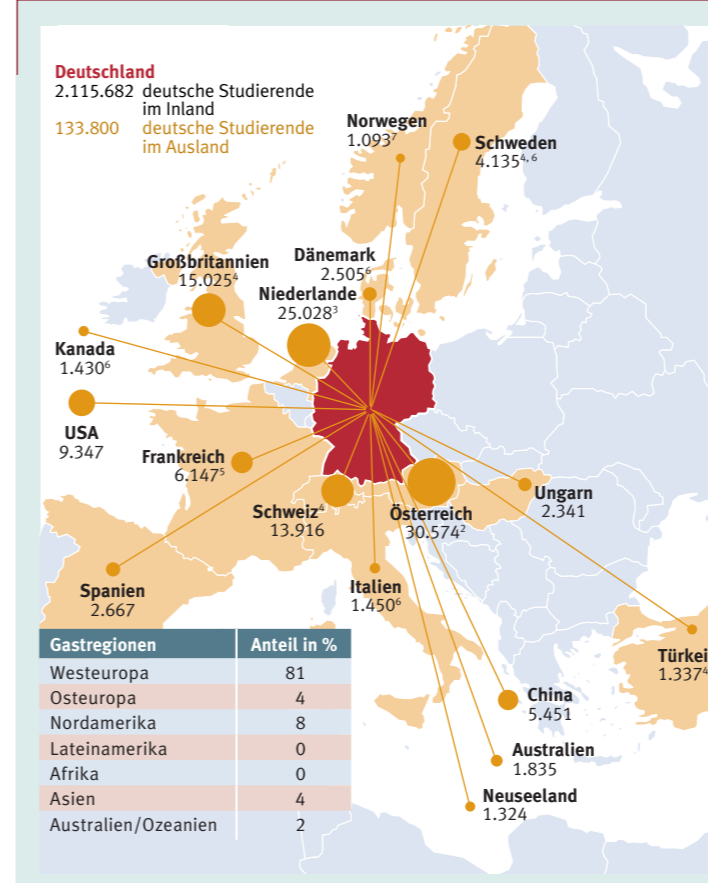 Deutschland
2.115.682 deutsche Studierende
im Inland
133.800 deutsche Studierende
im Ausland
Norwegen
1.093⁷
Schweden
4.135⁴,⁶
Großbritannien
15.025⁴
Dänemark
2.505⁶
Niederlande
25.028³
Kanada
1.430⁶
USA
9.347
Frankreich
6.147⁵
Schweiz⁴
13.916
Österreich
30.574²
Ungarn
2.341
Spanien
2.667
Italien
1.450⁶
Türkei
1.337⁴
China
5.451
Australien
1.835
Neuseeland
1.324
Gastregionen Anteil in %
Westeuropa 81
Osteuropa 4
Nordamerika 8
Lateinamerika 0
Afrika 0
Asien 4
Australien/Ozeanien 2